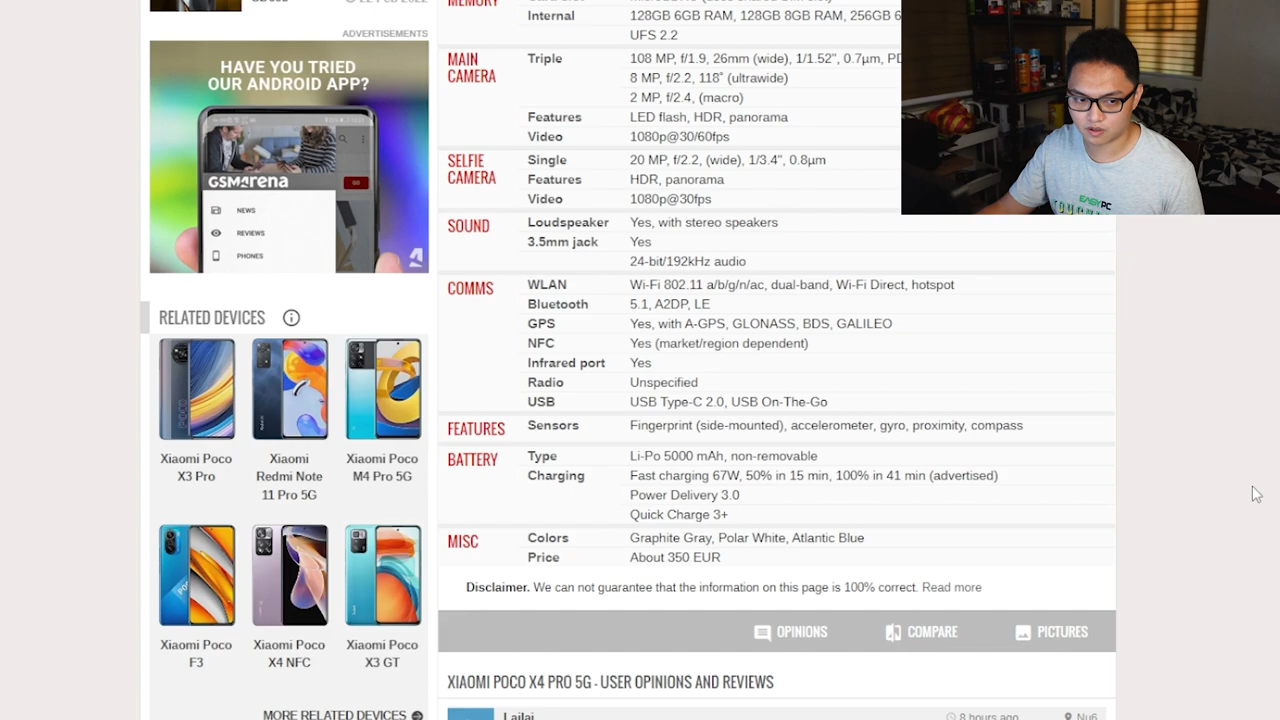 22 Feb 2022
ADVERTISEMENTS
HAVE YOU TRIED
OUR ANDROID APP?
GSMarena
GO
NEWS
REVIEWS
PHONES
RELATED DEVICES
Xiaomi Poco
X3 Pro
Xiaomi
Redmi Note
11 Pro 5G
Xiaomi Poco
M4 Pro 5G
Xiaomi Poco
F3
Xiaomi Poco
X4 NFC
Xiaomi Poco
X3 GT
MORE RELATED DEVICES
MEMORY
Internal 128GB 6GB RAM, 128GB 8GB RAM, 256GB 6
UFS 2.2
MAIN
CAMERA
Triple 108 MP, f/1.9, 26mm (wide), 1/1.52", 0.7µm, PD
8 MP, f/2.2, 118˚ (ultrawide)
2 MP, f/2.4, (macro)
Features LED flash, HDR, panorama
Video 1080p@30/60fps
SELFIE
CAMERA
Single 20 MP, f/2.2, (wide), 1/3.4", 0.8µm
Features HDR, panorama
Video 1080p@30fps
SOUND Loudspeaker Yes, with stereo speakers
3.5mm jack Yes
24-bit/192kHz audio
COMMS WLAN Wi-Fi 802.11 a/b/g/n/ac, dual-band, Wi-Fi Direct, hotspot
Bluetooth 5.1, A2DP, LE
GPS Yes, with A-GPS, GLONASS, BDS, GALILEO
NFC Yes (market/region dependent)
Infrared port Yes
Radio Unspecified
USB USB Type-C 2.0, USB On-The-Go
FEATURES Sensors Fingerprint (side-mounted), accelerometer, gyro, proximity, compass
BATTERY Type Li-Po 5000 mAh, non-removable
Charging Fast charging 67W, 50% in 15 min, 100% in 41 min (advertised)
Power Delivery 3.0
Quick Charge 3+
MISC Colors Graphite Gray, Polar White, Atlantic Blue
Price About 350 EUR
Disclaimer. We can not guarantee that the information on this page is 100% correct. Read more
OPINIONS COMPARE PICTURES
XIAOMI POCO X4 PRO 5G - USER OPINIONS AND REVIEWS
Lailai 8 hours ago Nu6
EASYPC